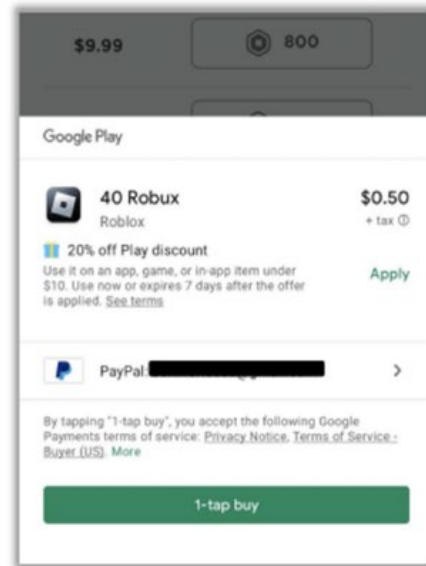 $9.99 800
Google Play
40 Robux $0.50
Roblox + tax
20% off Play discount
Use it on an app, game, or in-app item under
$10. Use now or expires 7 days after the offer
is applied. See terms
Apply
PayPal:
By tapping "1-tap buy", you accept the following Google
Payments terms of service: Privacy Notice, Terms of Service -
Buyer (US). More
1-tap buy